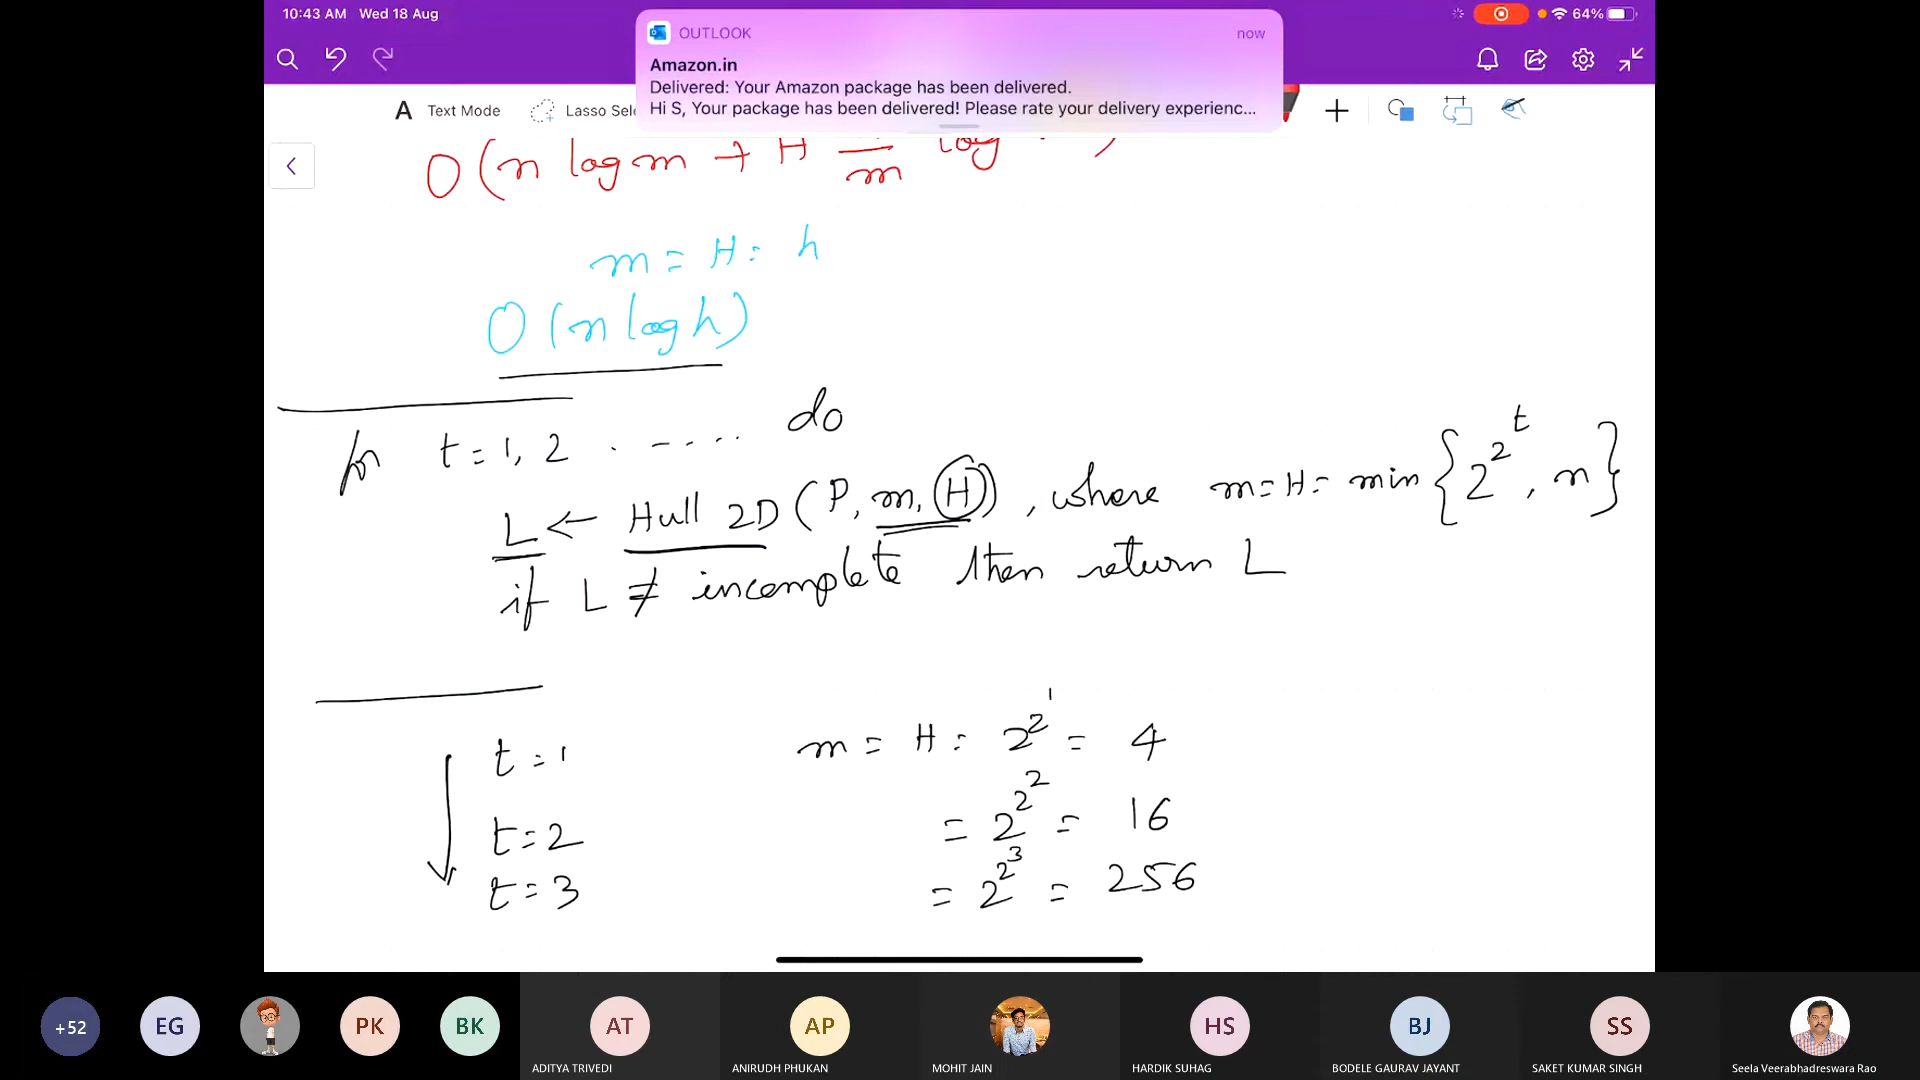 10:43 AM Wed 18 Aug
64%
OUTLOOK now
Amazon.in
Delivered: Your Amazon package has been delivered.
Hi S, Your package has been delivered! Please rate your delivery experienc...
A Text Mode Lasso Sele
O(n log m + H — m log )
m = H = h
O(n log h)
for t = 1, 2 . - . . . . do
L ← Hull 2D (P, m, H), where m = H = min {2^2^t, n}
if L ≠ incomplete then return L
t = 1 m = H = 2^2^1 = 4
t = 2 = 2^2^2 = 16
t = 3 = 2^2^3 = 256
+52 EG PK BK AT AP HS BJ SS
ADITYA TRIVEDI ANIRUDH PHUKAN MOHIT JAIN HARDIK SUHAG BODELE GAURAV JAYANT SAKET KUMAR SINGH Seela Veerabhadreswara Rao